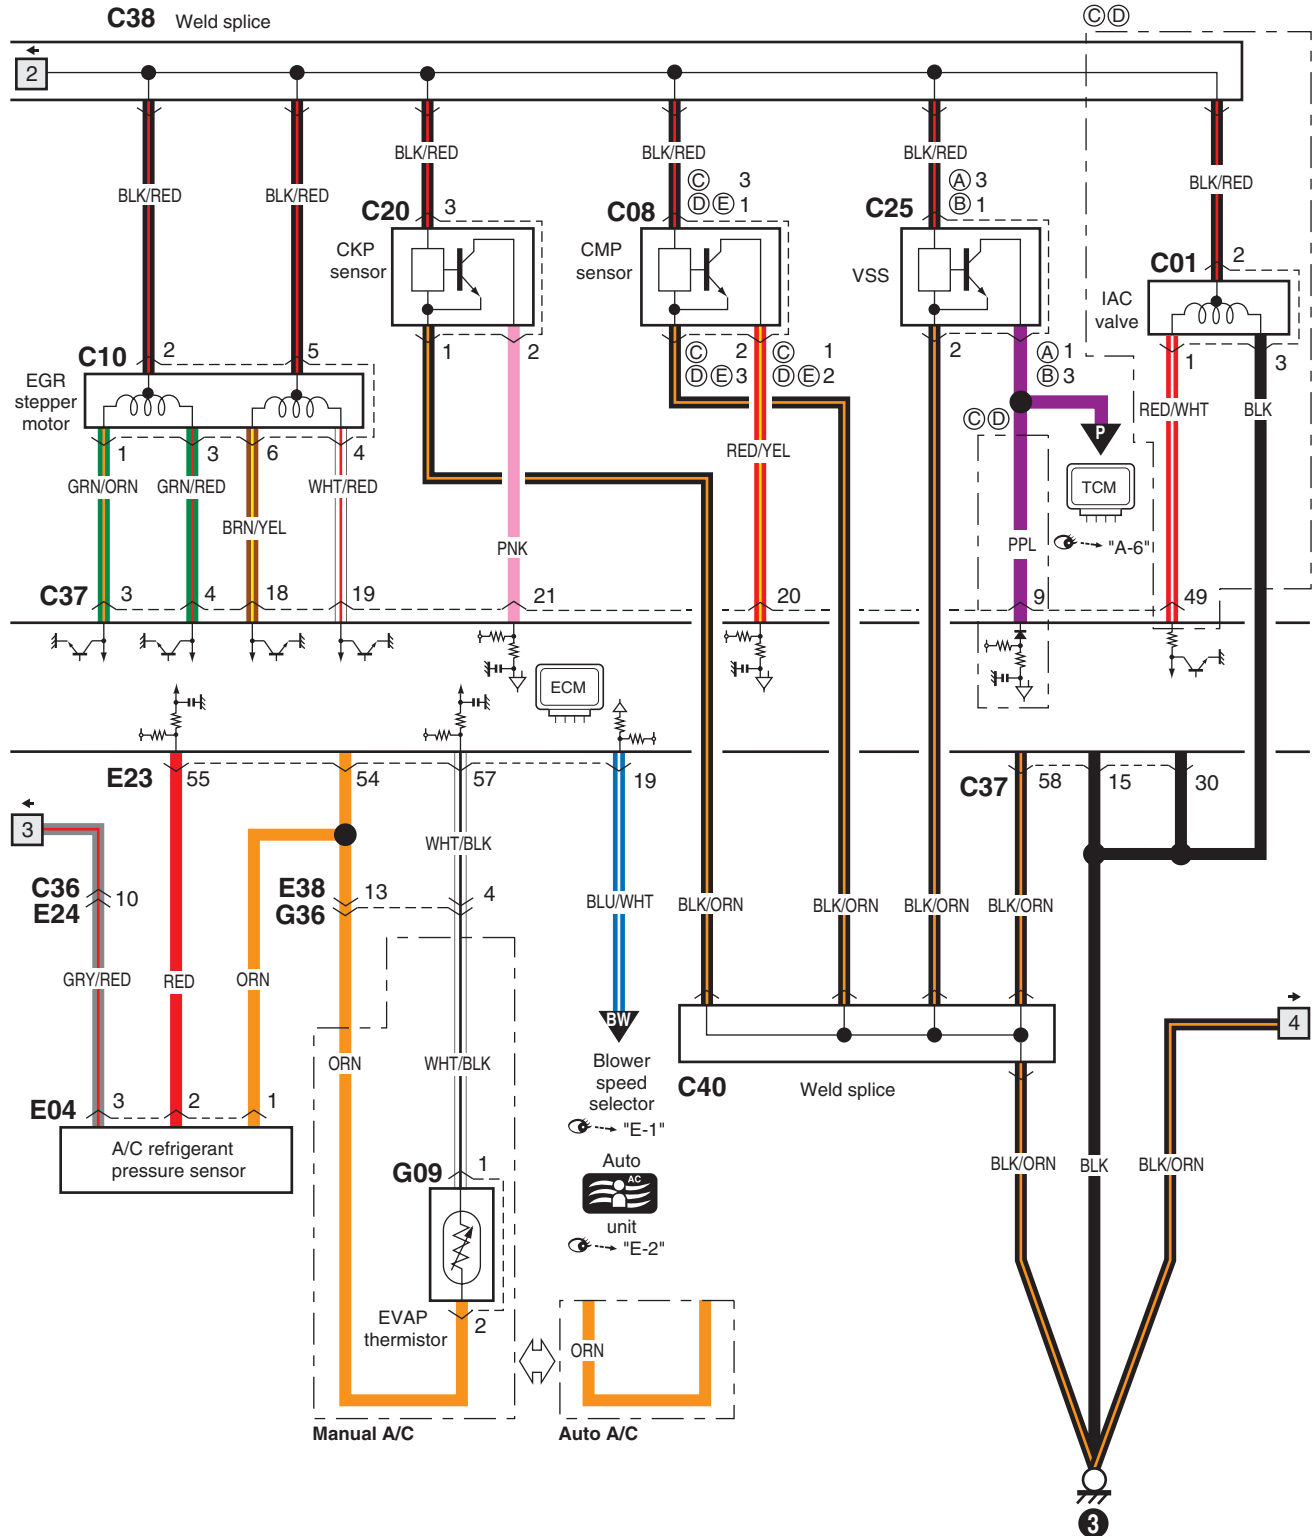 C38 Weld splice
Ⓒ Ⓓ
2
BLK/RED
BLK/RED
BLK/RED
BLK/RED
BLK/RED
BLK/RED
C20 3
C08
Ⓒ 3
Ⓓ Ⓔ 1
C25
Ⓐ 3
Ⓑ 1
C01 2
CKP
sensor
CMP
sensor
VSS
IAC
valve
1 2
Ⓒ 2
Ⓓ Ⓔ 3
Ⓒ 1
Ⓓ Ⓔ 2
2
Ⓐ 1
Ⓑ 3
1 3
C10 2 5
EGR
stepper
motor
1 3 6 4
Ⓒ Ⓓ
P
TCM
"A-6"
RED/WHT BLK
RED/YEL
GRN/ORN GRN/RED WHT/RED
BRN/YEL
PNK
PPL
C37 3 4 18 19 21 20 9 49
ECM
E23 55 54 57 19
C37 58 15 30
3
WHT/BLK
C36
E24
10
E38
G36
13 4
BLU/WHT BLK/ORN BLK/ORN BLK/ORN BLK/ORN
GRY/RED RED ORN
BW
4
ORN WHT/BLK
Blower
speed
selector
"E-1"
C40 Weld splice
E04 3 2 1
A/C refrigerant
pressure sensor
G09 1
Auto
AC
unit
"E-2"
BLK/ORN BLK BLK/ORN
EVAP
thermistor
2
ORN
Manual A/C
Auto A/C
3